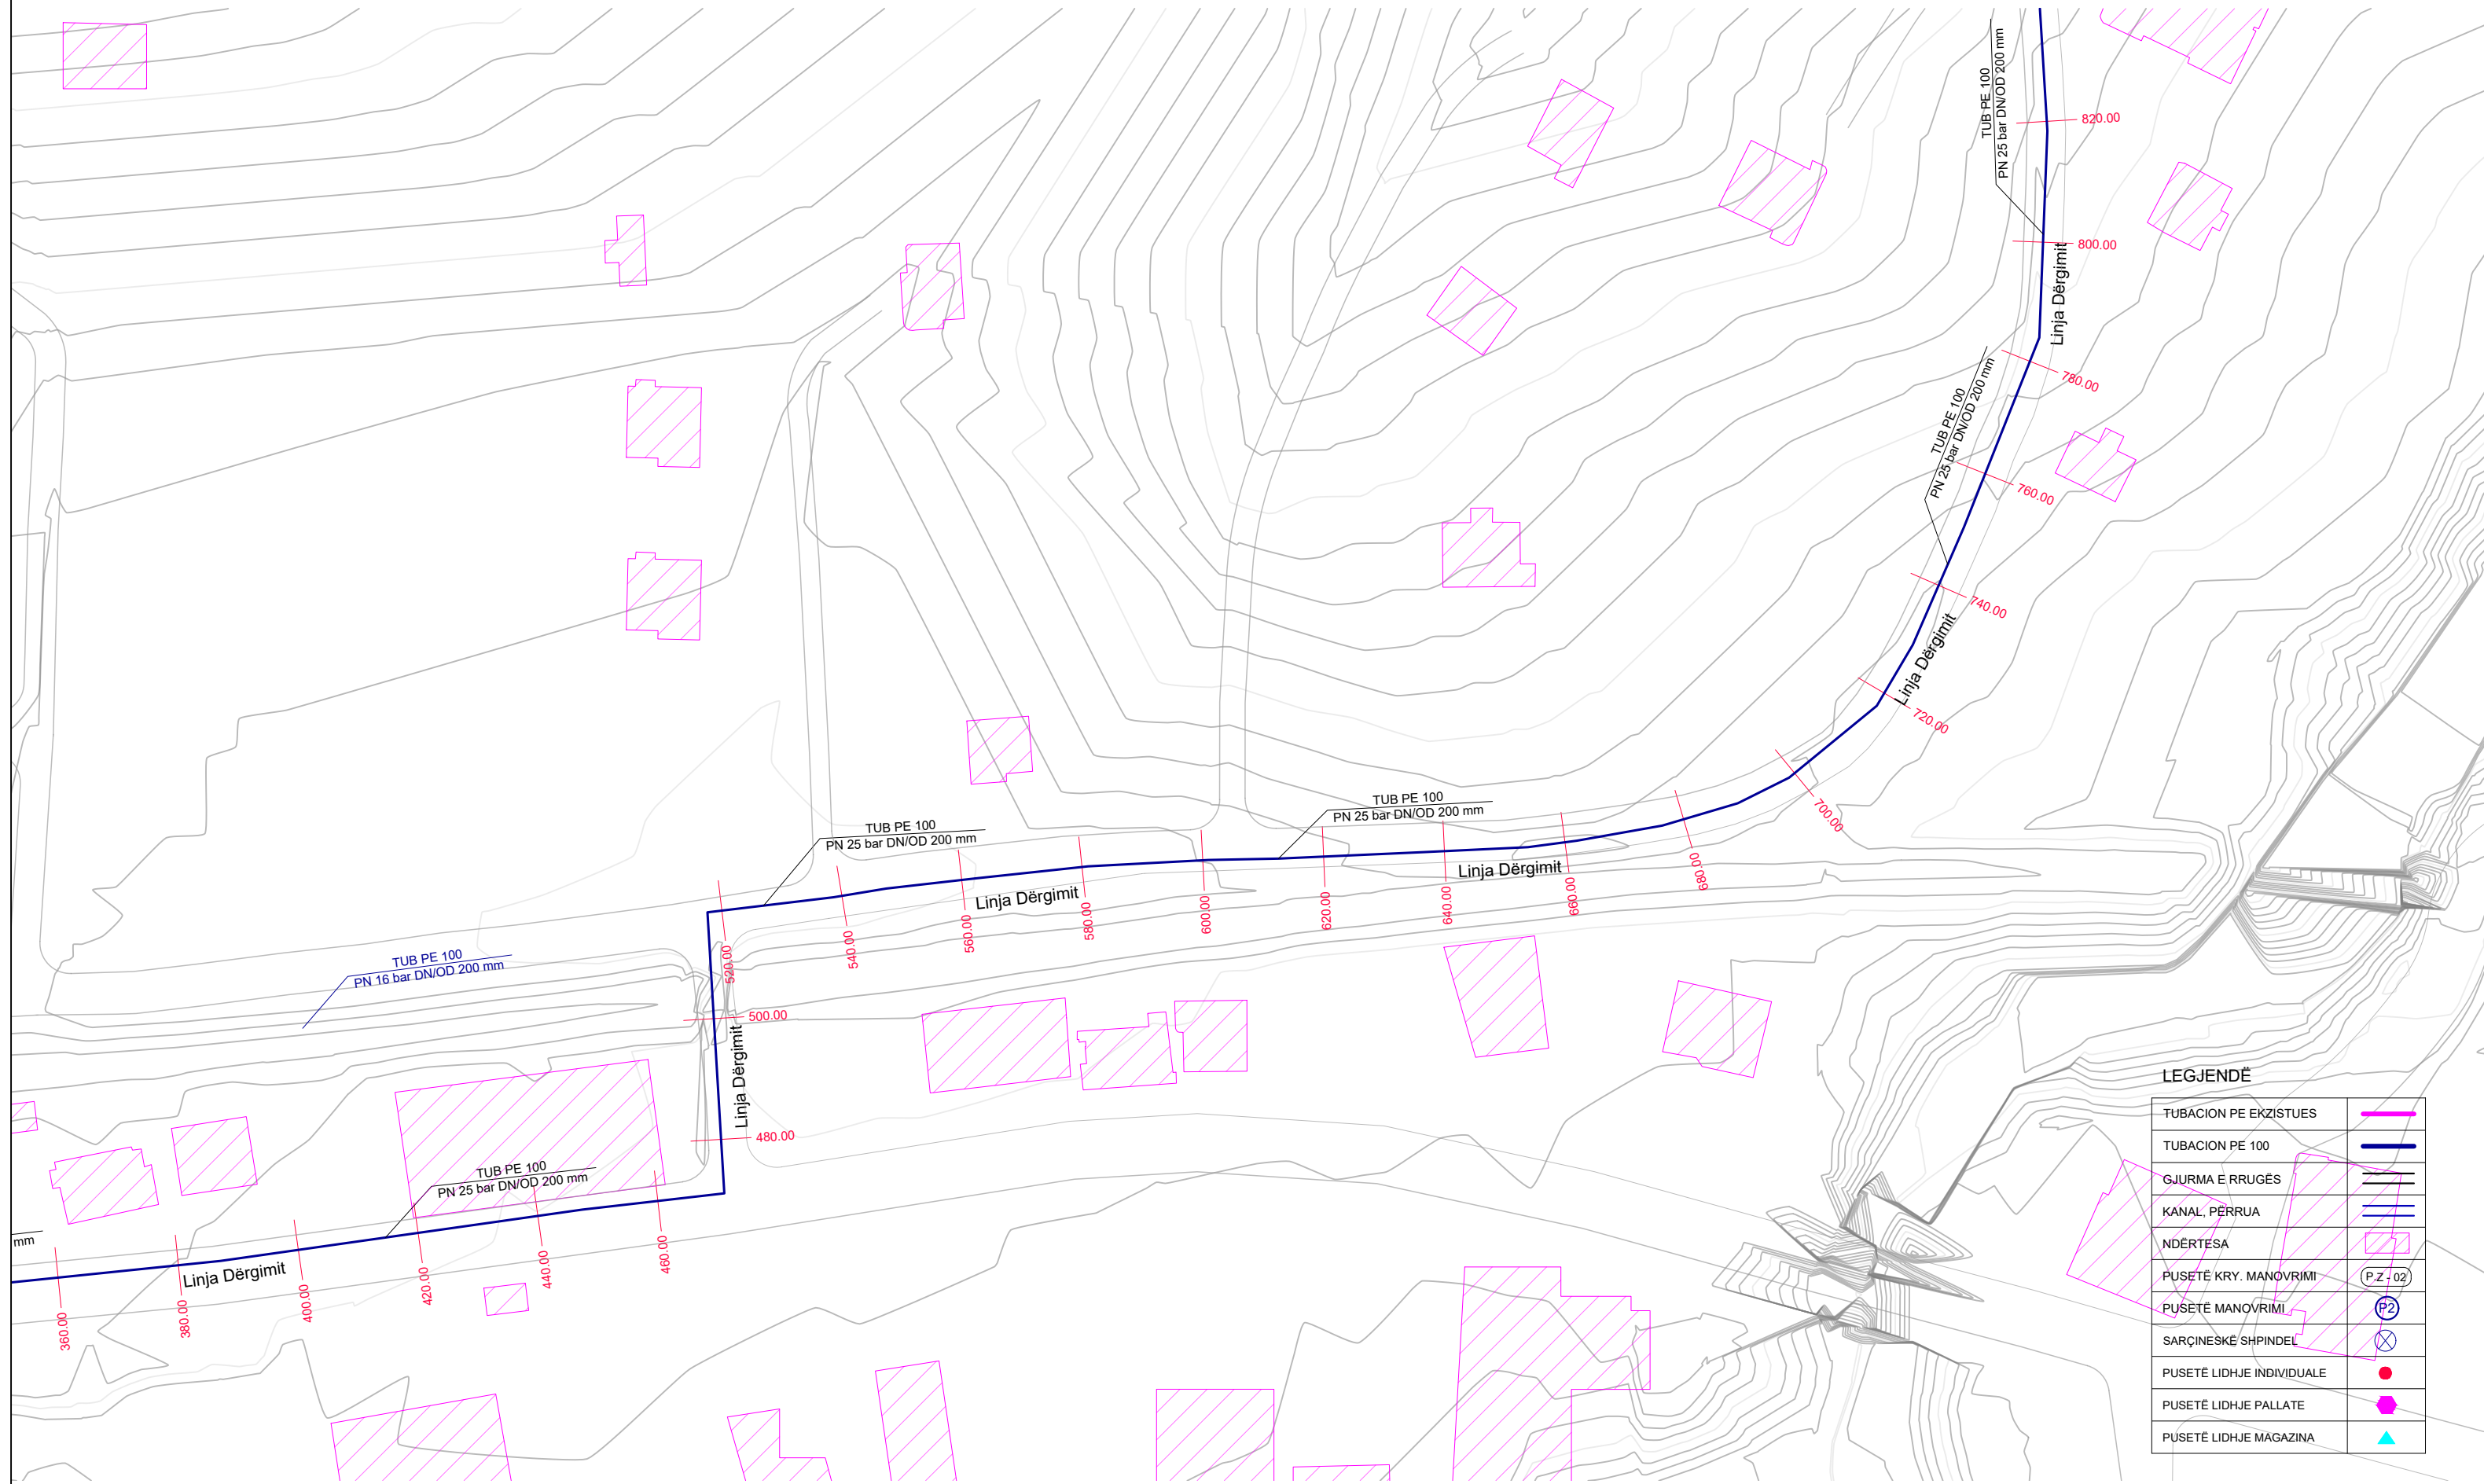 TUB PE 100
PN 25 bar DN/OD 200 mm
820.00
800.00
Linja Dërgimit
780.00
TUB PE 100
PN 25 bar DN/OD 200 mm
760.00
740.00
Linja Dërgimit
720.00
700.00
TUB PE 100
PN 25 bar DN/OD 200 mm
TUB PE 100
PN 25 bar DN/OD 200 mm
Linja Dërgimit
Linja Dërgimit
680.00
660.00
640.00
620.00
600.00
580.00
560.00
540.00
520.00
TUB PE 100
PN 16 bar DN/OD 200 mm
500.00
Linja Dërgimit
480.00
TUB PE 100
PN 25 bar DN/OD 200 mm
mm
Linja Dërgimit
360.00
380.00
400.00
420.00
440.00
460.00
LEGJENDË
TUBACION PE EKZISTUES
TUBACION PE 100
GJURMA E RRUGËS
KANAL, PËRRUA
NDËRTESA
PUSETË KRY. MANOVRIMI
P.Z - 02
PUSETË MANOVRIMI
P2
SARÇINESKË SHPINDEL
PUSETË LIDHJE INDIVIDUALE
PUSETË LIDHJE PALLATE
PUSETË LIDHJE MAGAZINA